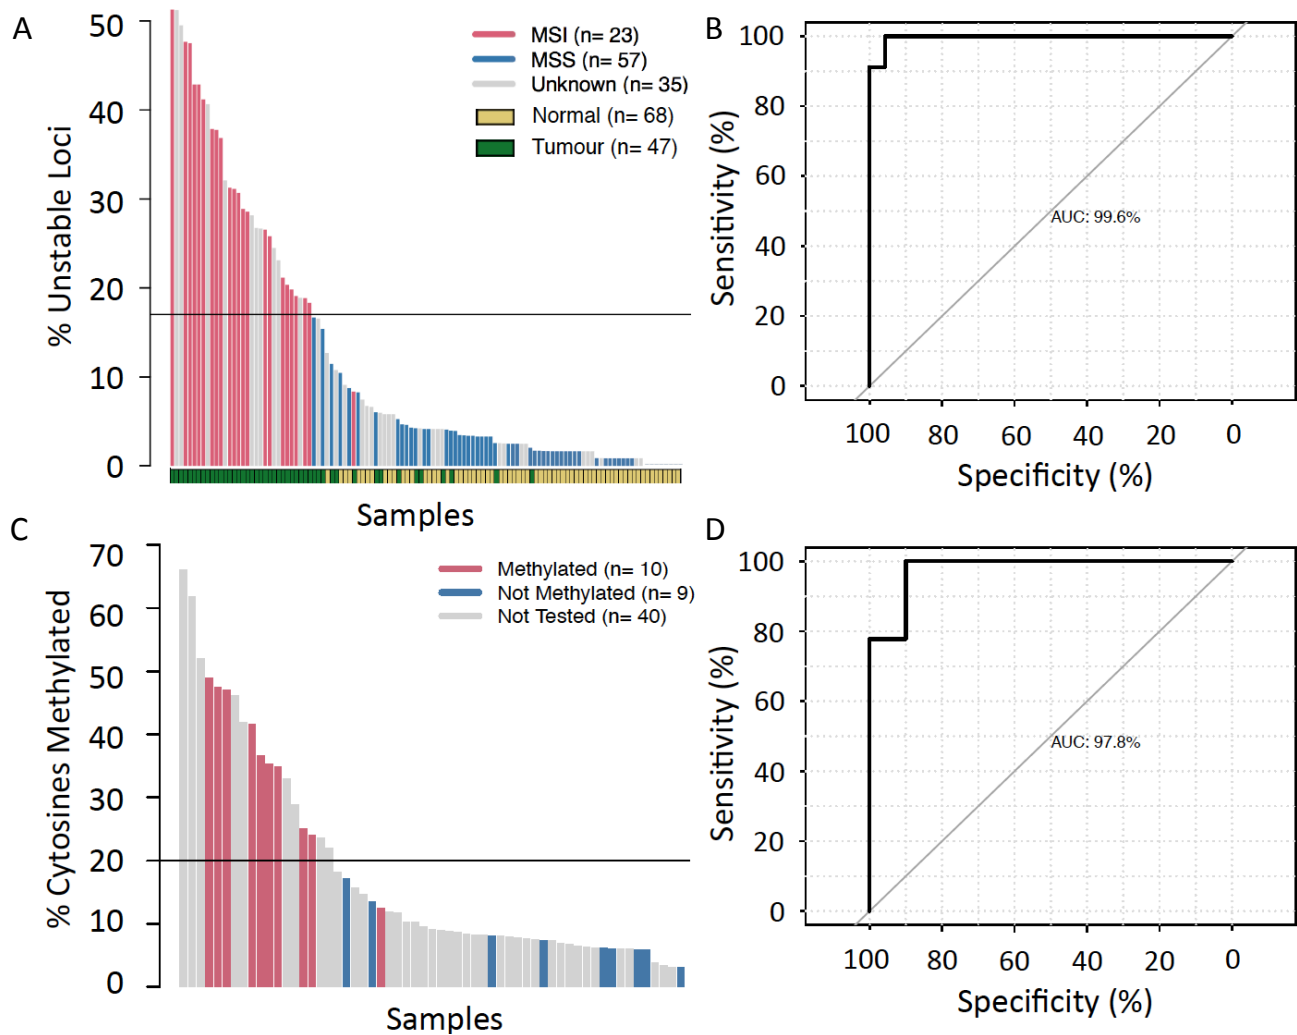 A
% Unstable Loci
50
40
30
20
10
0
MSI (n= 23)
MSS (n= 57)
Unknown (n= 35)
Normal (n= 68)
Tumour (n= 47)
Samples
B
Sensitivity (%)
100
80
60
40
20
0
AUC: 99.6%
100 80 60 40 20 0
Specificity (%)
C
% Cytosines Methylated
70
60
50
40
30
20
10
0
Methylated (n= 10)
Not Methylated (n= 9)
Not Tested (n= 40)
Samples
D
Sensitivity (%)
100
80
60
40
20
0
AUC: 97.8%
100 80 60 40 20 0
Specificity (%)